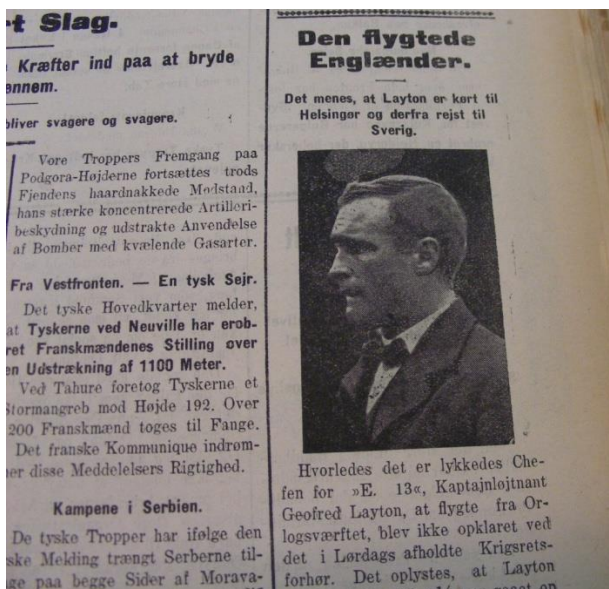 rt Slag.
Kræfter ind paa at bryde
ennem.
bliver svagere og svagere.
Vore Troppers Fremgang paa
Podgora-Højderne fortsættes trods
Fjendens haardnakkede Modstand,
hans stærke koncentrerede Artilleri-
beskydning og udstrakte Anvendelse
af Bomber med kvælende Gasarter.
Fra Vestfronten. — En tysk Sejr.
Det tyske Hovedkvarter melder,
at Tyskerne ved Neuville har erob-
ret Franskmændenes Stilling over
en Udstrækning af 1100 Meter.
Ved Tahure foretog Tyskerne et
Stormangreb mod Højde 192. Over
200 Franskmænd toges til Fange.
Det franske Kommunique indrøm-
mer disse Meddelelsers Rigtighed.
Kampene i Serbien.
De tyske Tropper har ifølge den
yske Melding trængt Serberne til-
ge paa begge Sider af Morava-
Den flygtede
Englænder.
Det menes, at Layton er kørt til
Helsingør og derfra rejst til
Sverig.
Hvorledes det er lykkedes Che-
fen for »E. 13«, Kaptajnløjtnant
Geofred Layton, at flygte fra Or-
logsværftet, blev ikke opklaret ved
det i Lørdags afholdte Krigsrets-
forhør. Det oplystes, at Layton